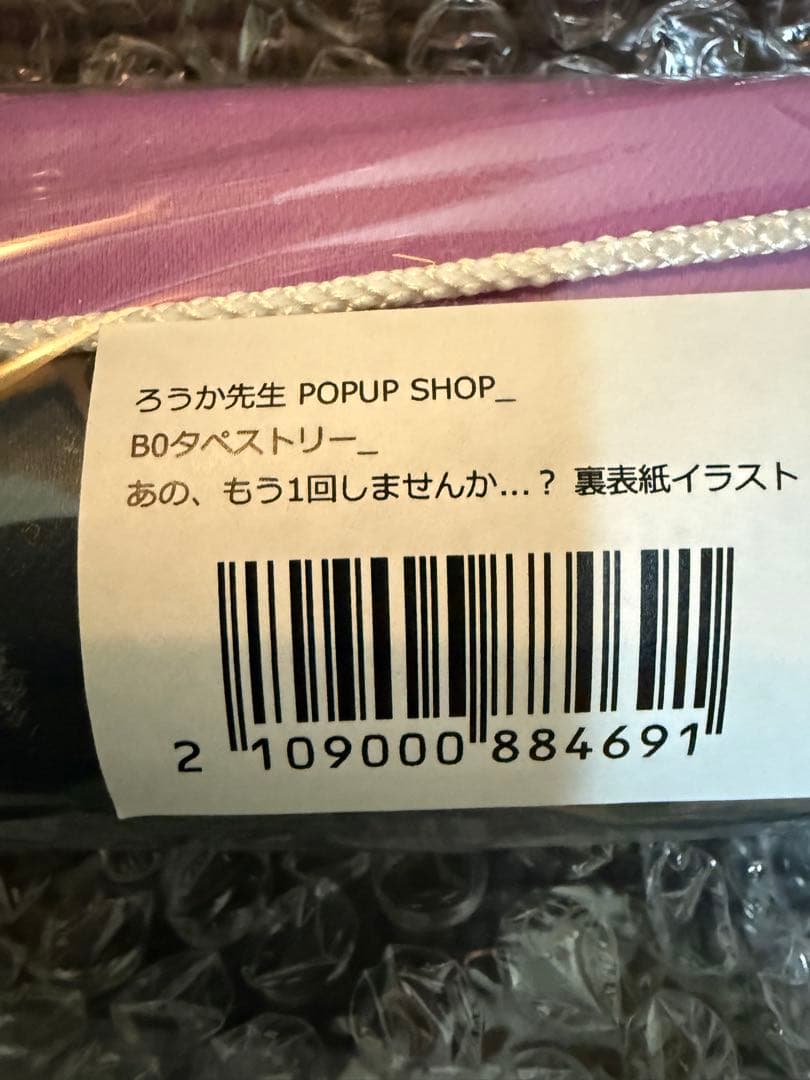 ろうか先生 POPUP SHOP_
B0タペストリー_
あの、もう1回しませんか…？ 裏表紙イラスト
2 109000 884691